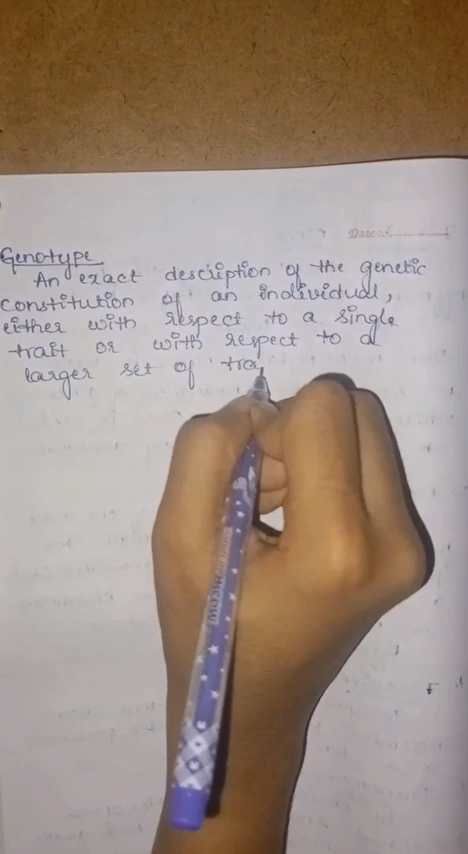 Date
Genotype
An exact description of the genetic
constitution of an individual,
either with respect to a single
trait or with respect to a
larger set of trai